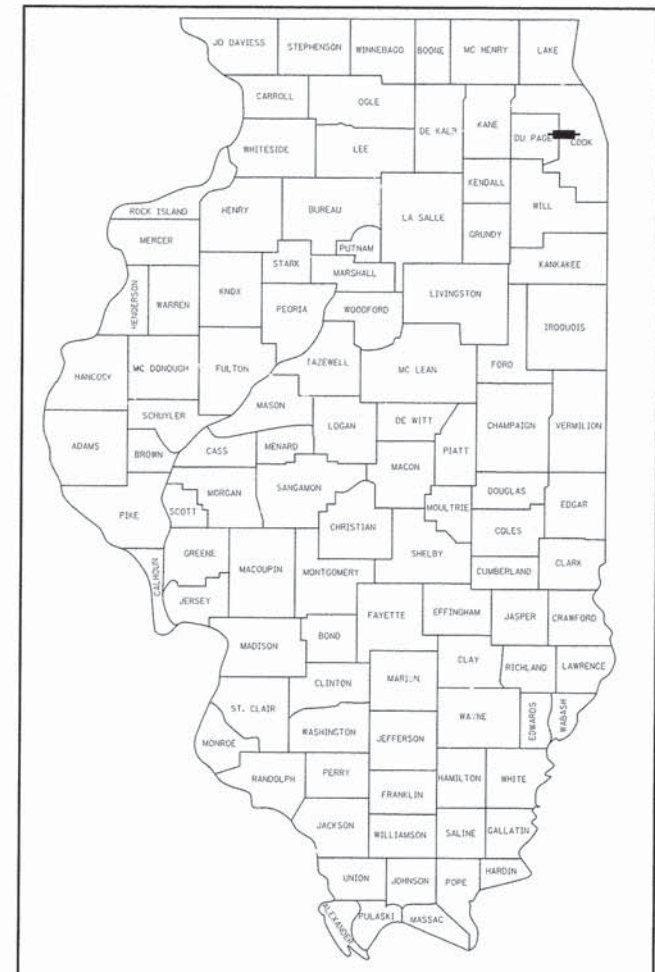 JO DAVIESS STEPHENSON WINNEBAGO BOONE MC HENRY LAKE
CARROLL OGLE DE KALB KANE DU PAGE COOK
WHITESIDE LEE
KENDALL WILL
ROCK ISLAND HENRY BUREAU LA SALLE GRUNDY
MERCER PUTNAM KANKAKEE
STARK MARSHALL
HENDERSON WARREN KNOX PEORIA WOODFORD LIVINGSTON IROQUOIS
HANCOCK MC DONOUGH FULTON TAZEWELL MC LEAN FORD
SCHUYLER MASON LOGAN DE WITT CHAMPAIGN VERMILION
ADAMS BROWN CASS MENARD MACON PIATT
PIKE SCOTT MORGAN SANGAMON CHRISTIAN MOULTRIE DOUGLAS EDGAR
COLES
CALHOUN GREENE MACOUPIN MONTGOMERY SHELBY CUMBERLAND CLARK
JERSEY
MADISON BOND FAYETTE EFFINGHAM JASPER CRAWFORD
CLINTON MARION CLAY RICHLAND LAWRENCE
ST. CLAIR WASHINGTON JEFFERSON WAYNE EDWARDS WABASH
MONROE
RANDOLPH PERRY FRANKLIN HAMILTON WHITE
JACKSON WILLIAMSON SALINE GALLATIN
UNION JOHNSON POPE HARDIN
ALEXANDER PULASKI MASSAC